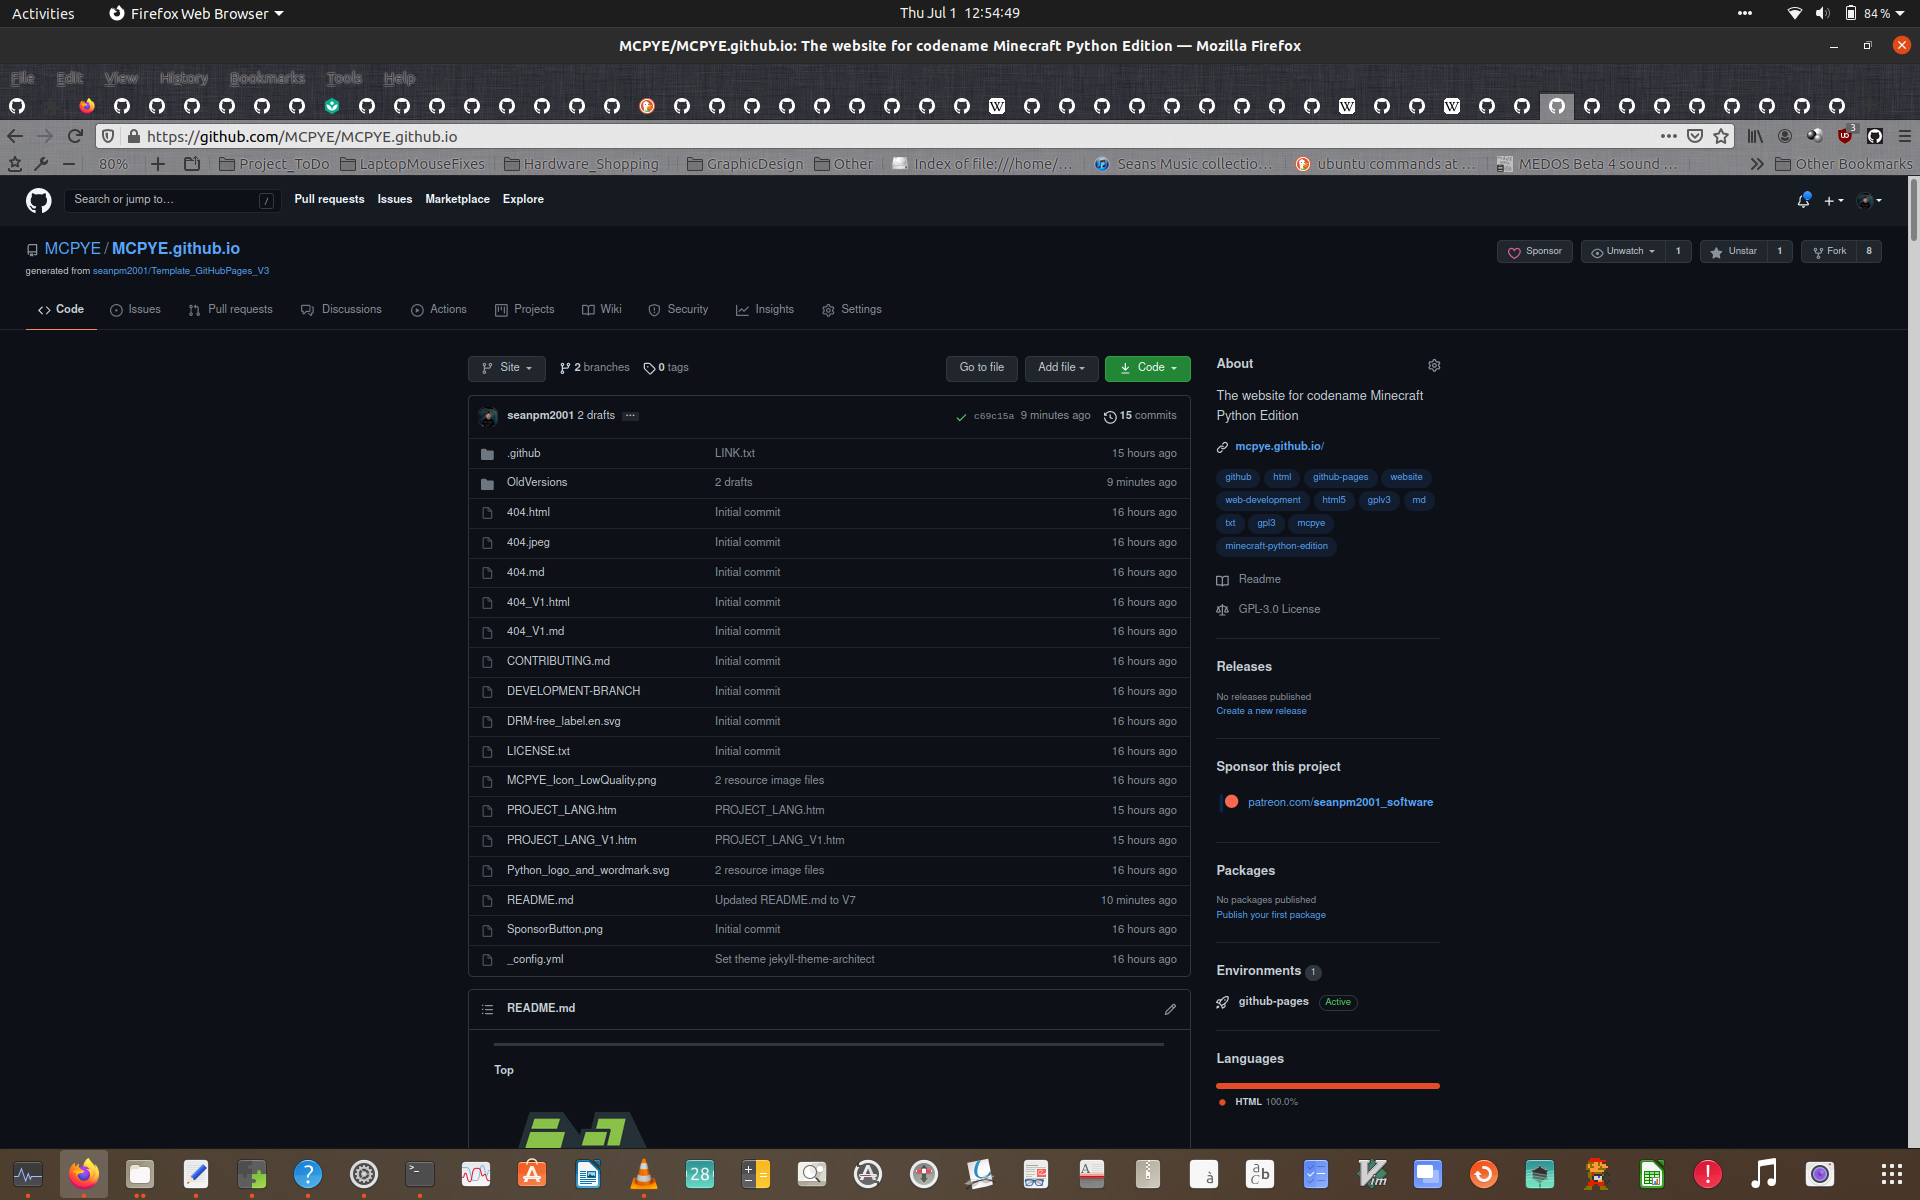 Activities Firefox Web Browser Thu Jul 1 12:54:49 84 %
MCPYE/MCPYE.github.io: The website for codename Minecraft Python Edition — Mozilla Firefox
File Edit View History Bookmarks Tools Help
https://github.com/MCPYE/MCPYE.github.io 3
80% Project_ToDo LaptopMouseFixes Hardware_Shopping GraphicDesign Other Index of file:///home/... Seans Music collectio... ubuntu commands at ... MEDOS Beta 4 sound ... Other Bookmarks
Search or jump to... / Pull requests Issues Marketplace Explore
MCPYE / MCPYE.github.io Sponsor Unwatch 1 Unstar 1 Fork 8
generated from seanpm2001/Template_GitHubPages_V3
Code Issues Pull requests Discussions Actions Projects Wiki Security Insights Settings
Site 2 branches 0 tags Go to file Add file Code
seanpm2001 2 drafts ... c69c15a 9 minutes ago 15 commits
.github LINK.txt 15 hours ago
OldVersions 2 drafts 9 minutes ago
404.html Initial commit 16 hours ago
404.jpeg Initial commit 16 hours ago
404.md Initial commit 16 hours ago
404_V1.html Initial commit 16 hours ago
404_V1.md Initial commit 16 hours ago
CONTRIBUTING.md Initial commit 16 hours ago
DEVELOPMENT-BRANCH Initial commit 16 hours ago
DRM-free_label.en.svg Initial commit 16 hours ago
LICENSE.txt Initial commit 16 hours ago
MCPYE_Icon_LowQuality.png 2 resource image files 16 hours ago
PROJECT_LANG.htm PROJECT_LANG.htm 15 hours ago
PROJECT_LANG_V1.htm PROJECT_LANG_V1.htm 15 hours ago
Python_logo_and_wordmark.svg 2 resource image files 16 hours ago
README.md Updated README.md to V7 10 minutes ago
SponsorButton.png Initial commit 16 hours ago
_config.yml Set theme jekyll-theme-architect 16 hours ago
README.md
Top
About
The website for codename Minecraft
Python Edition
mcpye.github.io/
github html github-pages website
web-development html5 gplv3 md
txt gpl3 mcpye
minecraft-python-edition
Readme
GPL-3.0 License
Releases
No releases published
Create a new release
Sponsor this project
patreon.com/seanpm2001_software
Packages
No packages published
Publish your first package
Environments 1
github-pages Active
Languages
HTML 100.0%
28